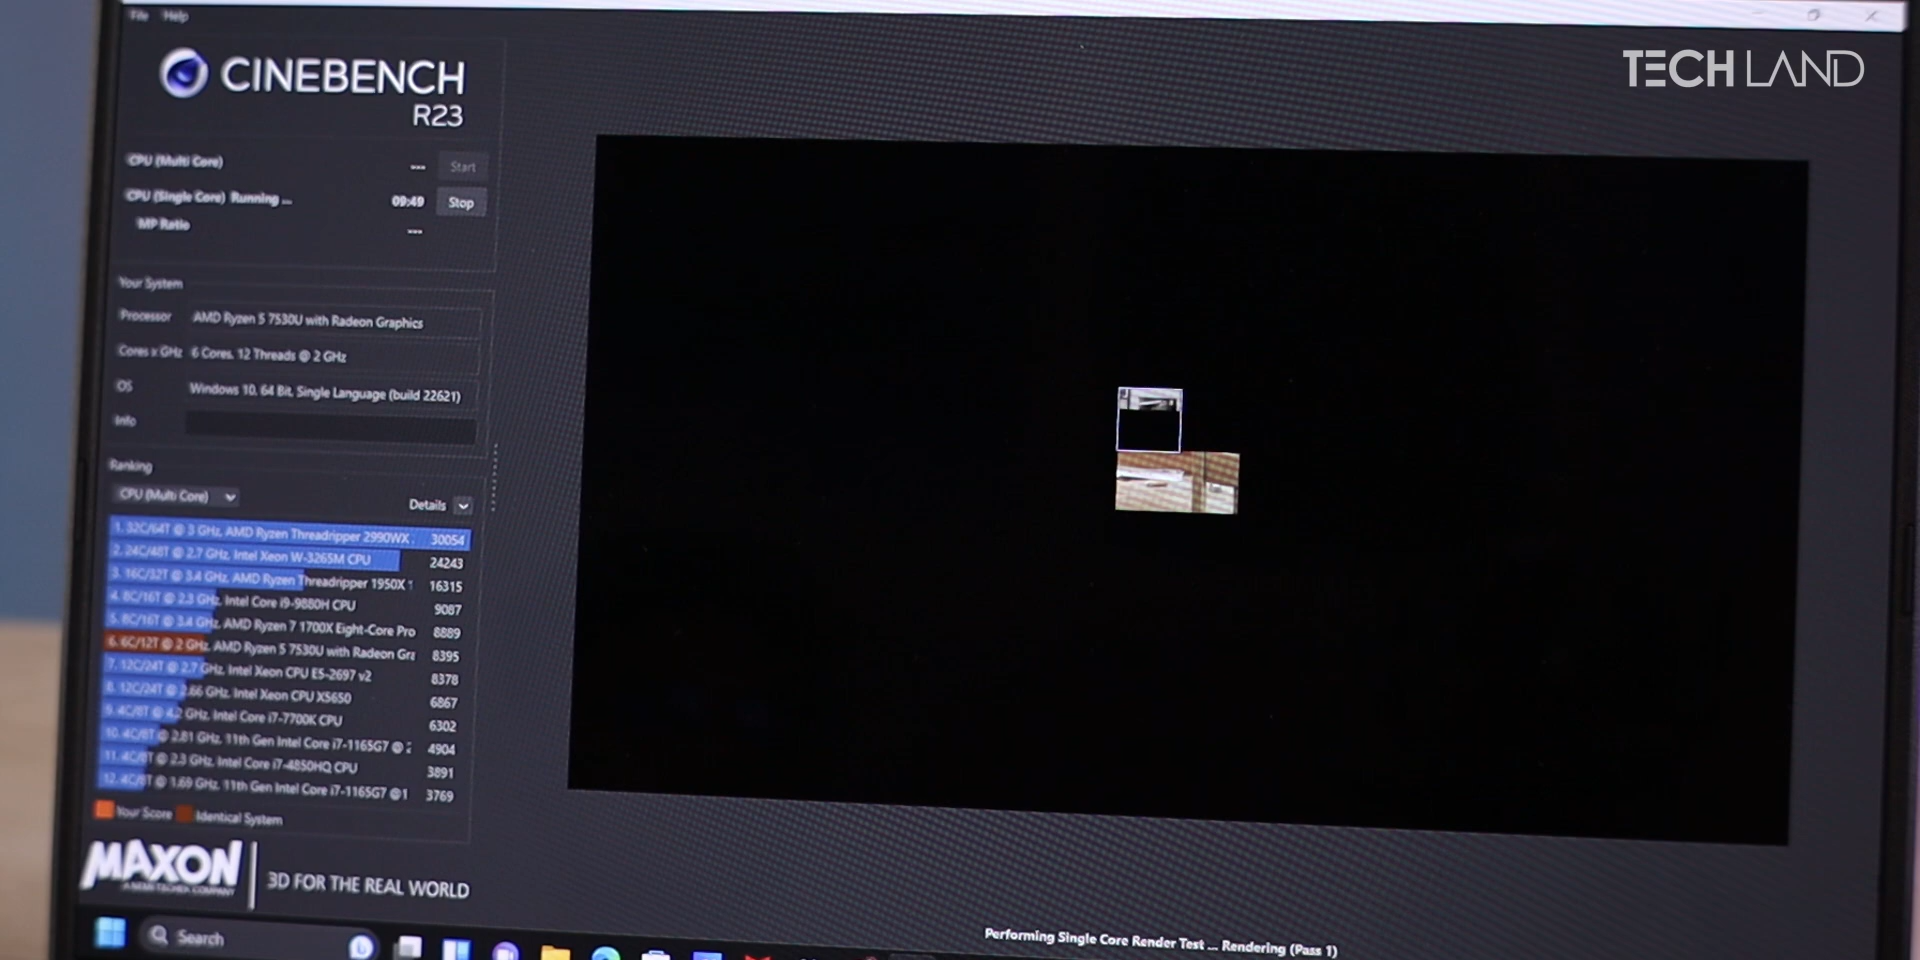 File Help
TECHLAND
CINEBENCH
R23
CPU (Multi Core) --- Start
CPU (Single Core) Running ... 09:49 Stop
MP Ratio ---
Your System
Processor AMD Ryzen 5 7530U with Radeon Graphics
Cores x GHz 6 Cores, 12 Threads @ 2 GHz
OS Windows 10, 64 Bit, Single Language (build 22621)
Info
Ranking
CPU (Multi Core) Details
1. 32C/64T @ 3 GHz, AMD Ryzen Threadripper 2990WX 30054
2. 24C/48T @ 2.7 GHz, Intel Xeon W-3265M CPU 24243
3. 16C/32T @ 3.4 GHz, AMD Ryzen Threadripper 1950X 1 16315
4. 8C/16T @ 2.3 GHz, Intel Core i9-9880H CPU 9087
5. 8C/16T @ 3.4 GHz, AMD Ryzen 7 1700X Eight-Core Pro 8889
6. 6C/12T @ 2 GHz, AMD Ryzen 5 7530U with Radeon Gra 8395
7. 12C/24T @ 2.7 GHz, Intel Xeon CPU E5-2697 v2 8378
8. 12C/24T @ 2.66 GHz, Intel Xeon CPU X5650 6867
9. 4C/8T @ 4.2 GHz, Intel Core i7-7700K CPU 6302
10. 4C/8T @ 2.81 GHz, 11th Gen Intel Core i7-1165G7 @ 2 4904
11. 4C/8T @ 2.3 GHz, Intel Core i7-4850HQ CPU 3891
12. 4C/8T @ 1.69 GHz, 11th Gen Intel Core i7-1165G7 @1 3769
Your Score Identical System
MAXON
A NEMETSCHEK COMPANY
3D FOR THE REAL WORLD
Performing Single Core Render Test ... Rendering (Pass 1)
Search